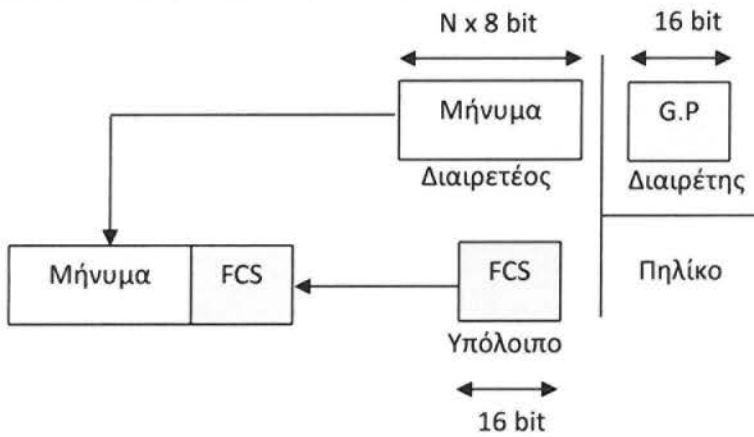 N x 8 bit
16 bit
Μήνυμα
G.P
Διαιρετέος
Διαιρέτης
Μήνυμα
FCS
FCS
Πηλίκο
Υπόλοιπο
16 bit